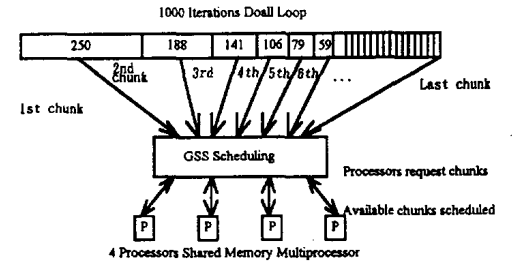 1000 Iterations Doall Loop
250 188 141 106 79 59
2nd
chunk
3rd 4th 5th 6th ...
Last chunk
1st chunk
GSS Scheduling
Processors request chunks
Available chunks scheduled
P P P P
4 Processors Shared Memory Multiprocessor